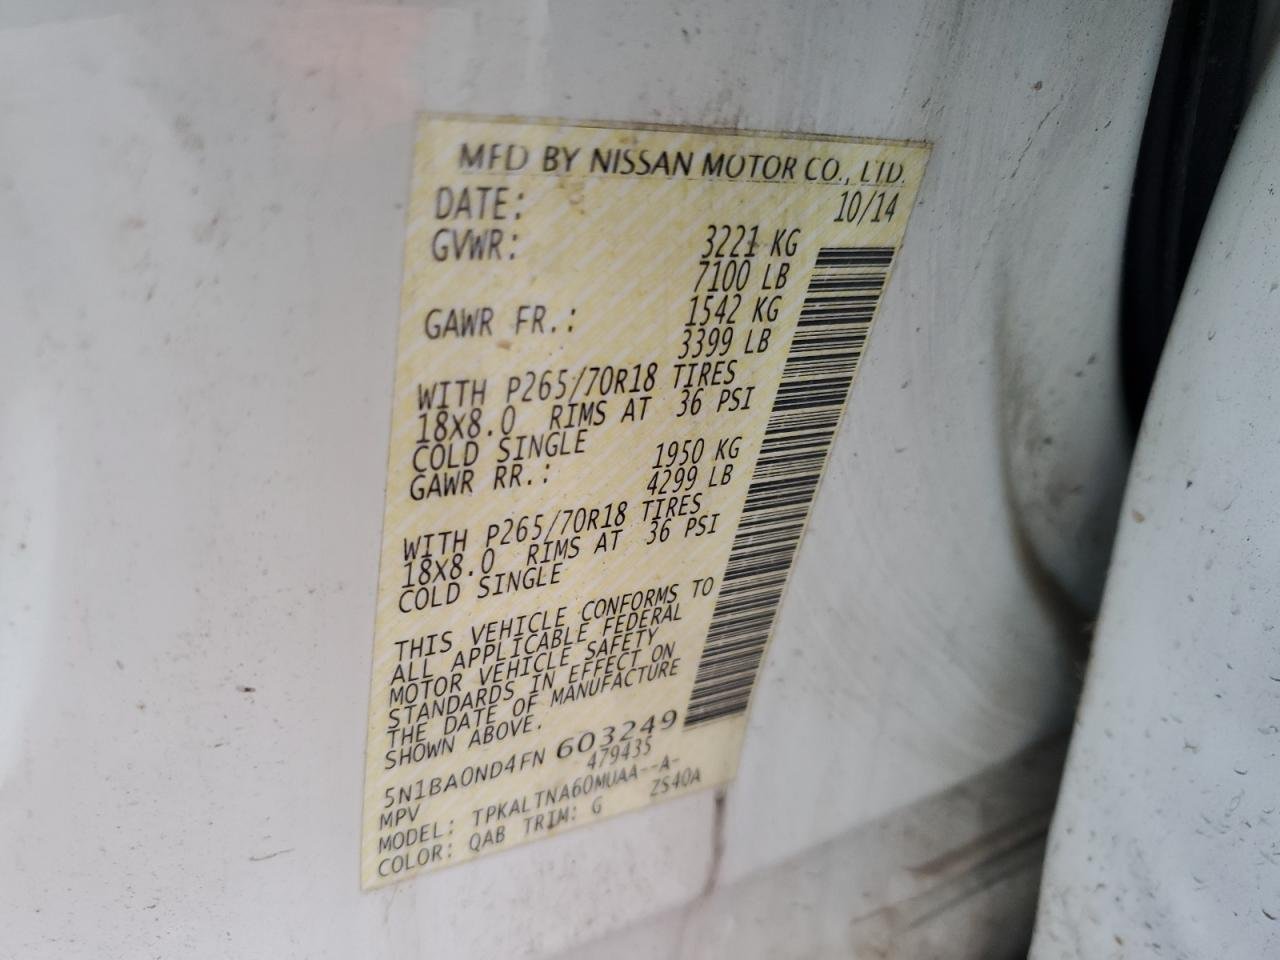 MFD BY NISSAN MOTOR CO., LTD.
DATE: 10/14
GVWR: 3221 KG
7100 LB
GAWR FR.: 1542 KG
3399 LB
WITH P265/70R18 TIRES
18X8.0 RIMS AT 36 PSI
COLD SINGLE
GAWR RR.: 1950 KG
4299 LB
WITH P265/70R18 TIRES
18X8.0 RIMS AT 36 PSI
COLD SINGLE
THIS VEHICLE CONFORMS TO
ALL APPLICABLE FEDERAL
MOTOR VEHICLE SAFETY
STANDARDS IN EFFECT ON
THE DATE OF MANUFACTURE
SHOWN ABOVE.
5N1BA0ND4FN 603249
MPV 479435
MODEL: TPKALTNA60MUAA--A-
COLOR: QAB TRIM: G ZS40A